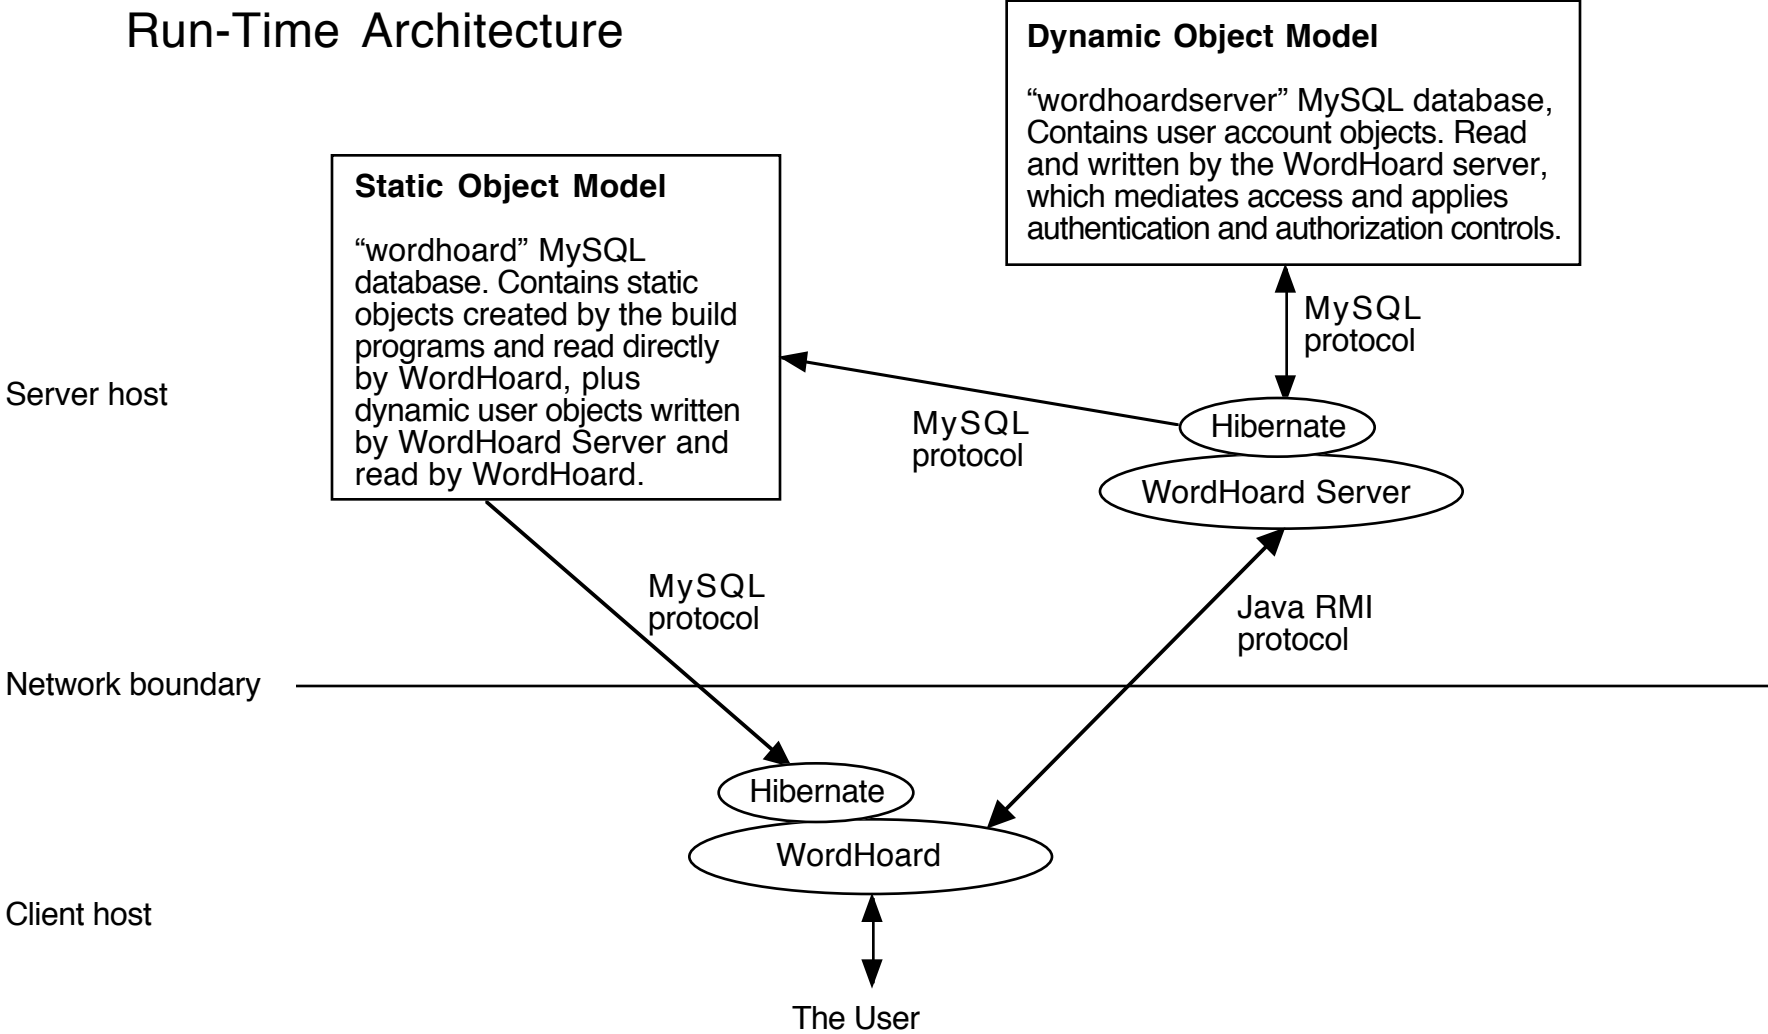 Run-Time Architecture
Dynamic Object Model
“wordhoardserver” MySQL database,
Contains user account objects. Read
and written by the WordHoard server,
which mediates access and applies
authentication and authorization controls.
Static Object Model
“wordhoard” MySQL
database. Contains static
objects created by the build
programs and read directly
by WordHoard, plus
dynamic user objects written
by WordHoard Server and
read by WordHoard.
MySQL
protocol
Server host
MySQL
protocol
Hibernate
WordHoard Server
MySQL
protocol
Java RMI
protocol
Network boundary
Hibernate
WordHoard
Client host
The User